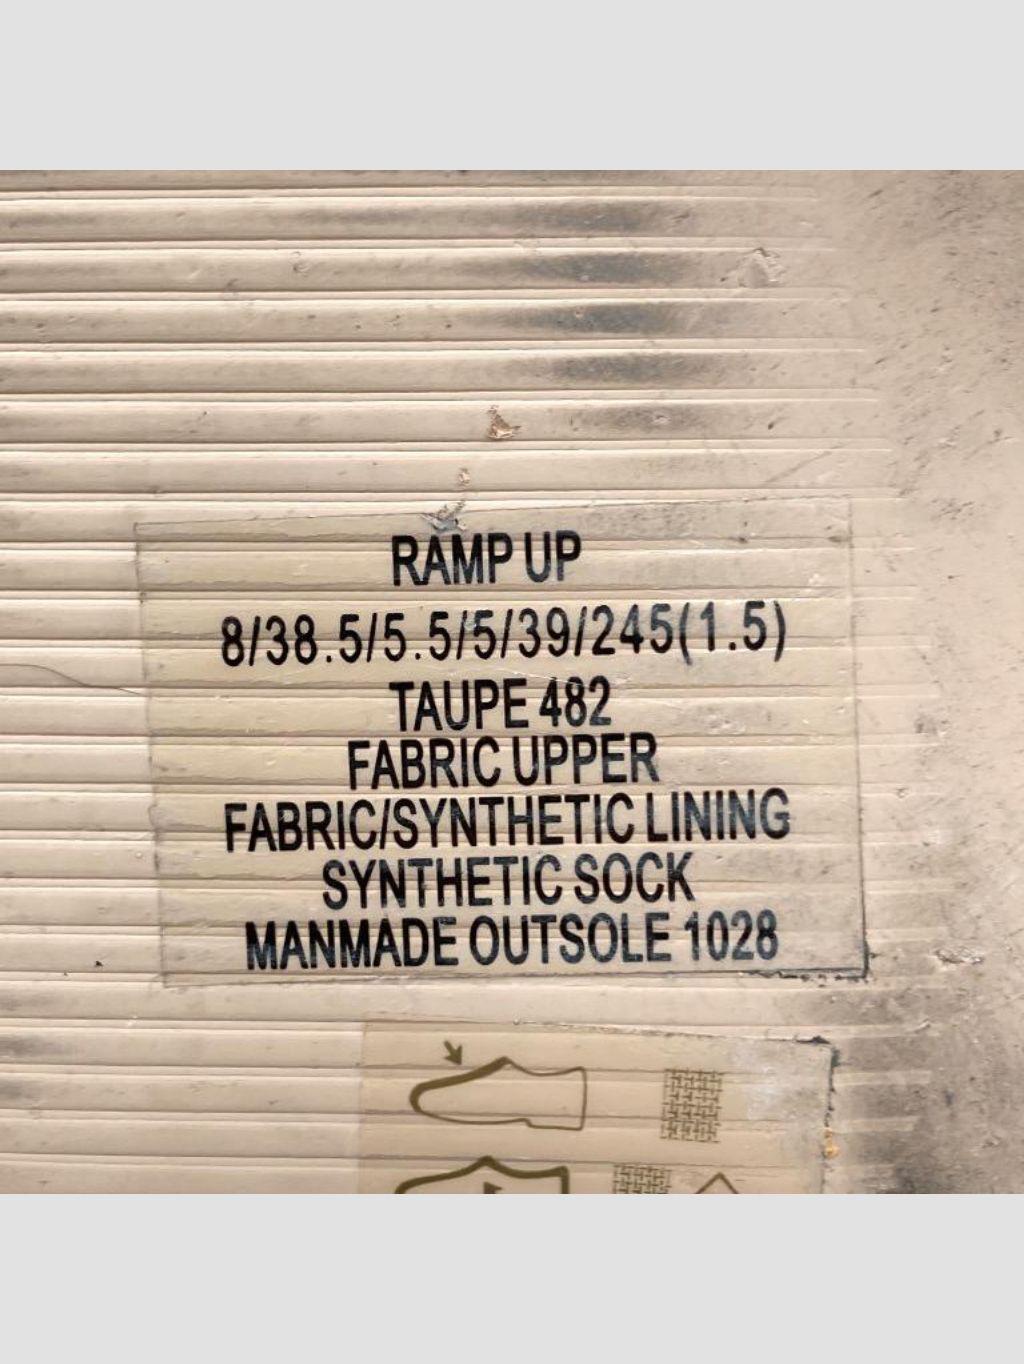 RAMP UP
8/38.5/5.5/5/39/245(1.5)
TAUPE 482
FABRIC UPPER
FABRIC/SYNTHETIC LINING
SYNTHETIC SOCK
MANMADE OUTSOLE 1028